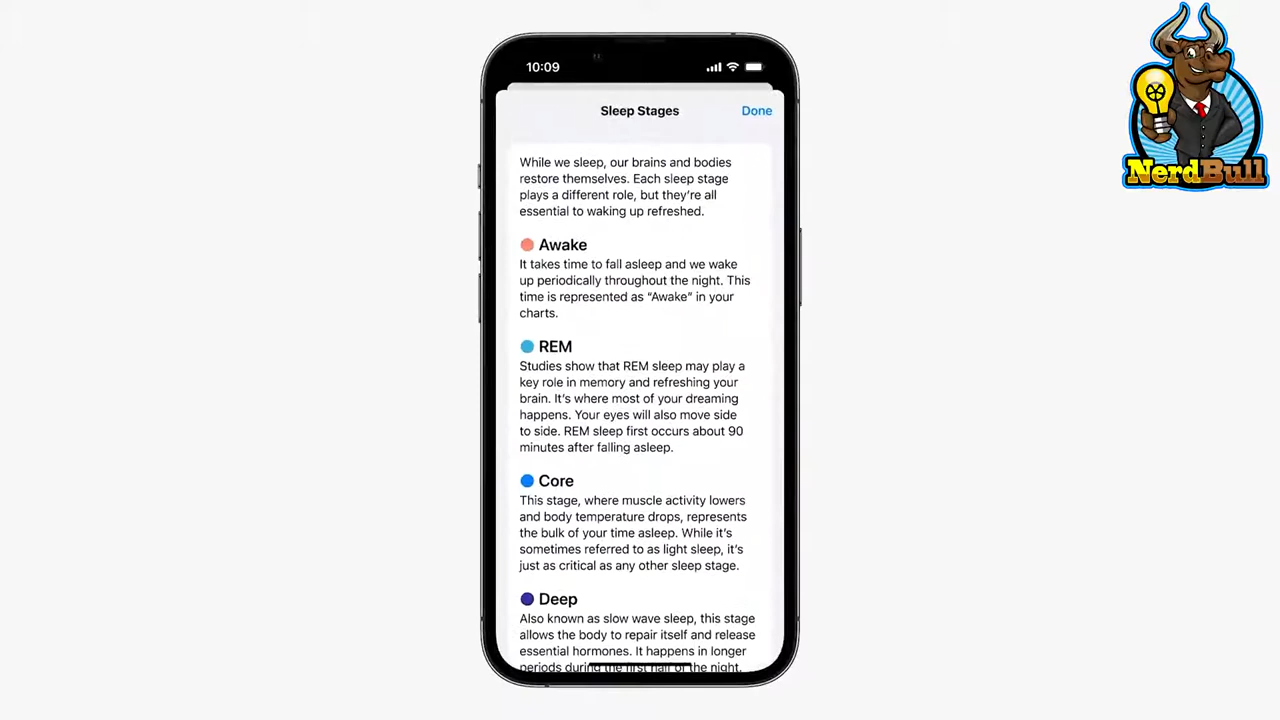 10:09
Sleep Stages
Done
While we sleep, our brains and bodies
restore themselves. Each sleep stage
plays a different role, but they're all
essential to waking up refreshed.
Awake
It takes time to fall asleep and we wake
up periodically throughout the night. This
time is represented as “Awake” in your
charts.
REM
Studies show that REM sleep may play a
key role in memory and refreshing your
brain. It's where most of your dreaming
happens. Your eyes will also move side
to side. REM sleep first occurs about 90
minutes after falling asleep.
Core
This stage, where muscle activity lowers
and body temperature drops, represents
the bulk of your time asleep. While it's
sometimes referred to as light sleep, it's
just as critical as any other sleep stage.
Deep
Also known as slow wave sleep, this stage
allows the body to repair itself and release
essential hormones. It happens in longer
periods during the first half of the night.
NerdBull